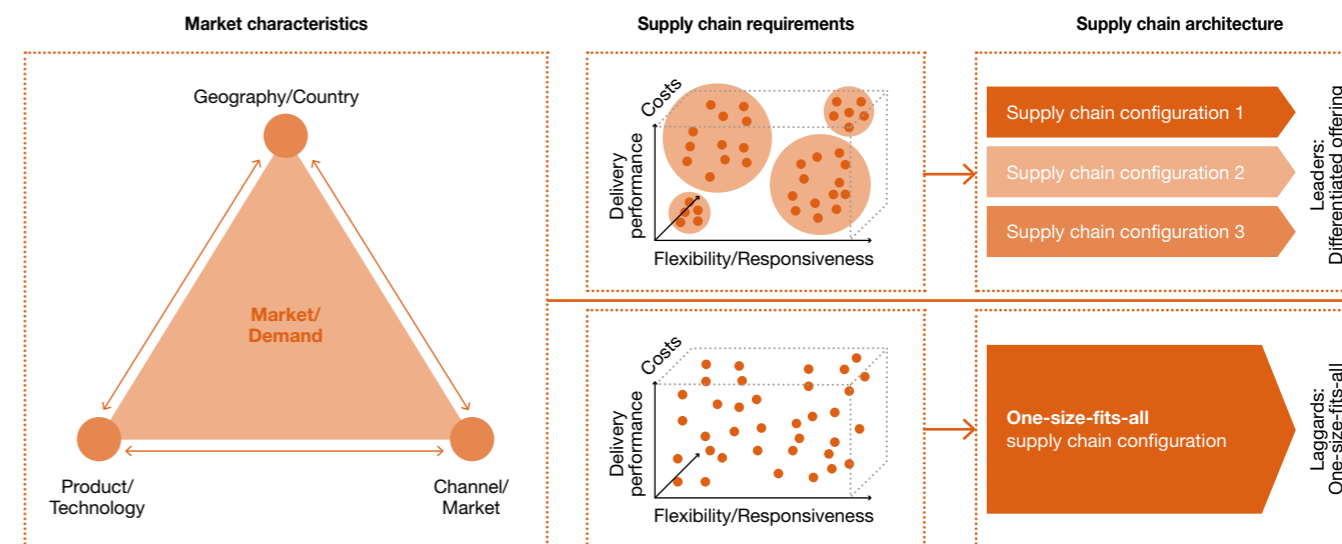 Market characteristics
Supply chain requirements
Supply chain architecture
Geography/Country
Market/
Demand
Product/
Technology
Channel/
Market
Costs
Delivery
performance
Flexibility/Responsiveness
Supply chain configuration 1
Supply chain configuration 2
Supply chain configuration 3
Leaders:
Differentiated offering
Costs
Delivery
performance
Flexibility/Responsiveness
One-size-fits-all
supply chain configuration
Laggards:
One-size-fits-all